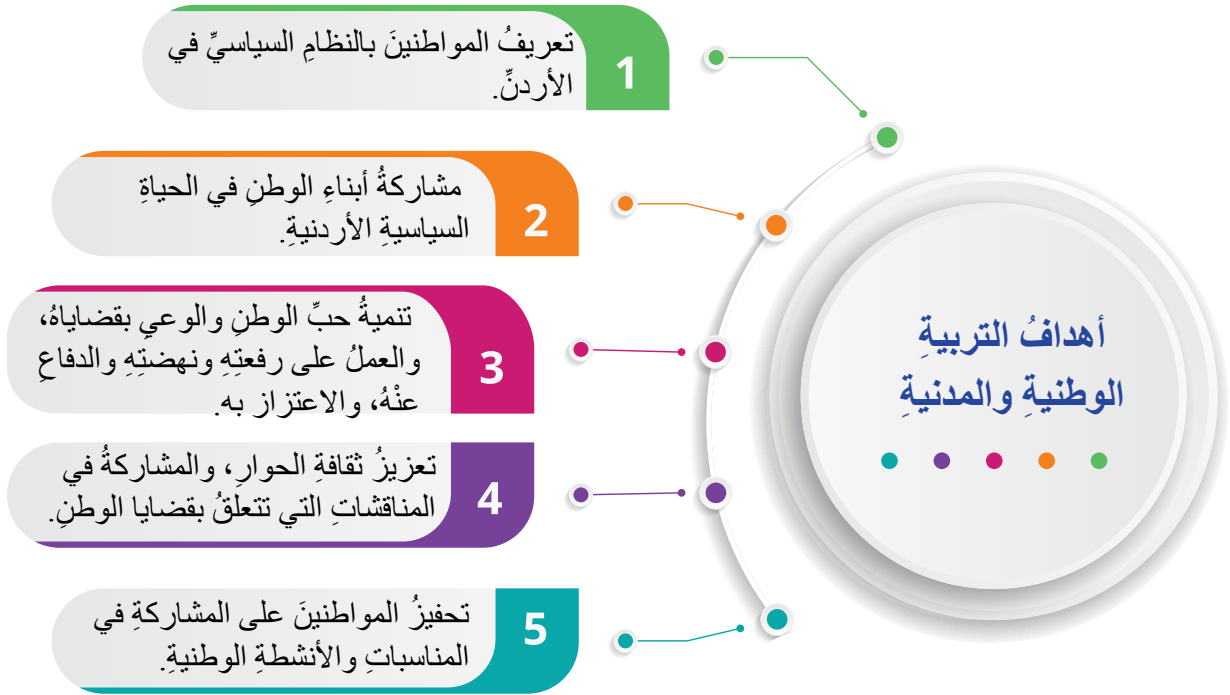 أهدافُ التربيةِ
الوطنيةِ والمدنيةِ
1
تعريفُ المواطنينَ بالنظامِ السياسيِّ في
الأردنِّ.
2
مشاركةُ أبناءِ الوطنِ في الحياةِ
السياسيةِ الأردنيةِ.
3
تنميةُ حبِّ الوطنِ والوعيِ بقضاياهُ،
والعملُ على رفعتِهِ ونهضتِهِ والدفاعِ
عنْهُ، والاعتزاز به.
4
تعزيزُ ثقافةِ الحوارِ، والمشاركةُ في
المناقشاتِ التي تتعلقُ بقضايا الوطنِ.
5
تحفيزُ المواطنينَ على المشاركةِ في
المناسباتِ والأنشطةِ الوطنيةِ.